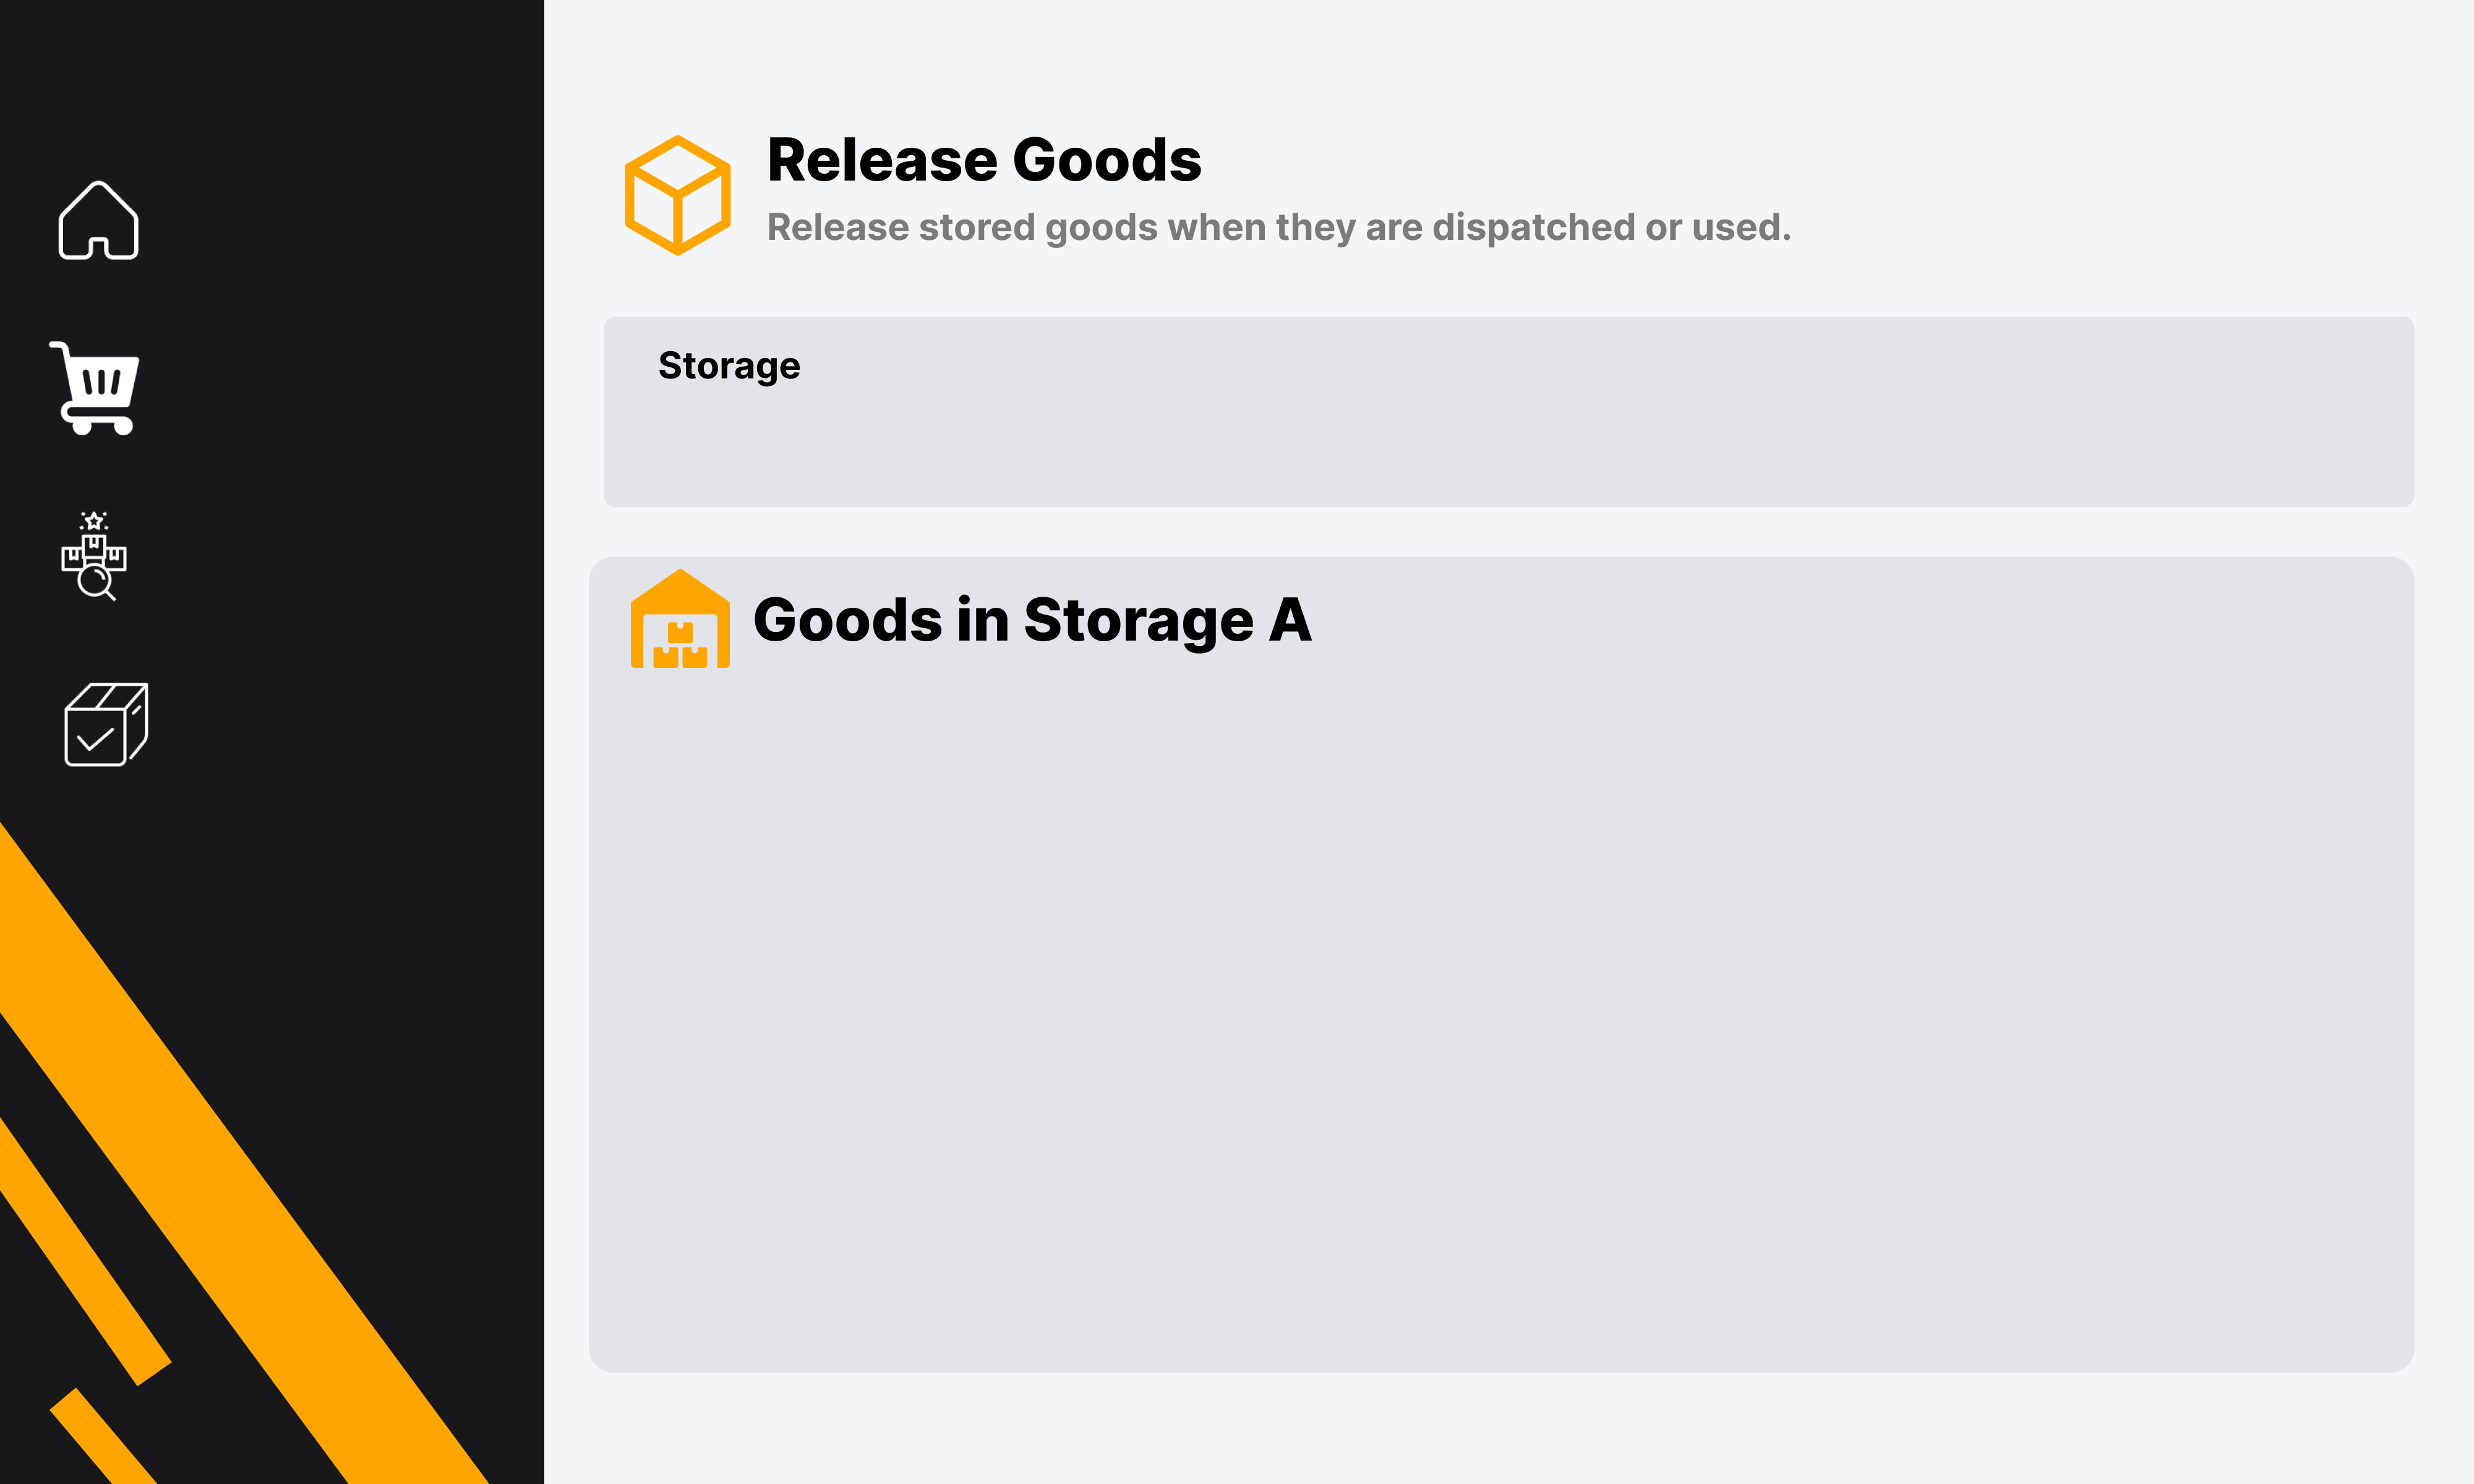 Release Goods
Release stored goods when they are dispatched or used.
Storage
Goods in Storage A